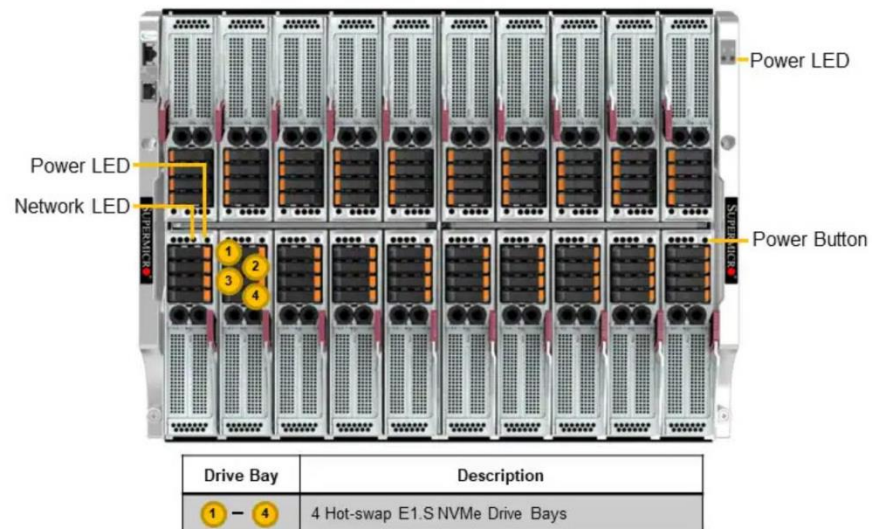 Power LED
Power LED
Network LED
SUPERMICRO
SUPERMICRO
Power Button
1
2
3
4
Drive Bay Description
1 – 4 4 Hot-swap E1.S NVMe Drive Bays